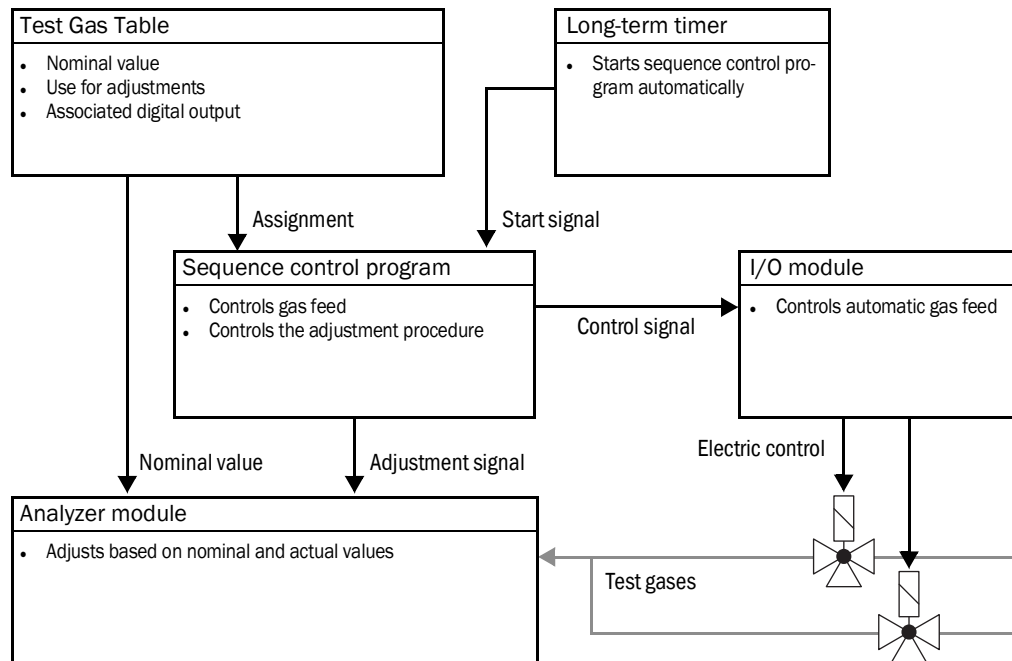 Test Gas Table
• Nominal value
• Use for adjustments
• Associated digital output
Long-term timer
• Starts sequence control pro-
gram automatically
Assignment
Start signal
Sequence control program
• Controls gas feed
• Controls the adjustment procedure
Control signal
I/O module
• Controls automatic gas feed
Nominal value
Adjustment signal
Electric control
Analyzer module
• Adjusts based on nominal and actual values
Test gases